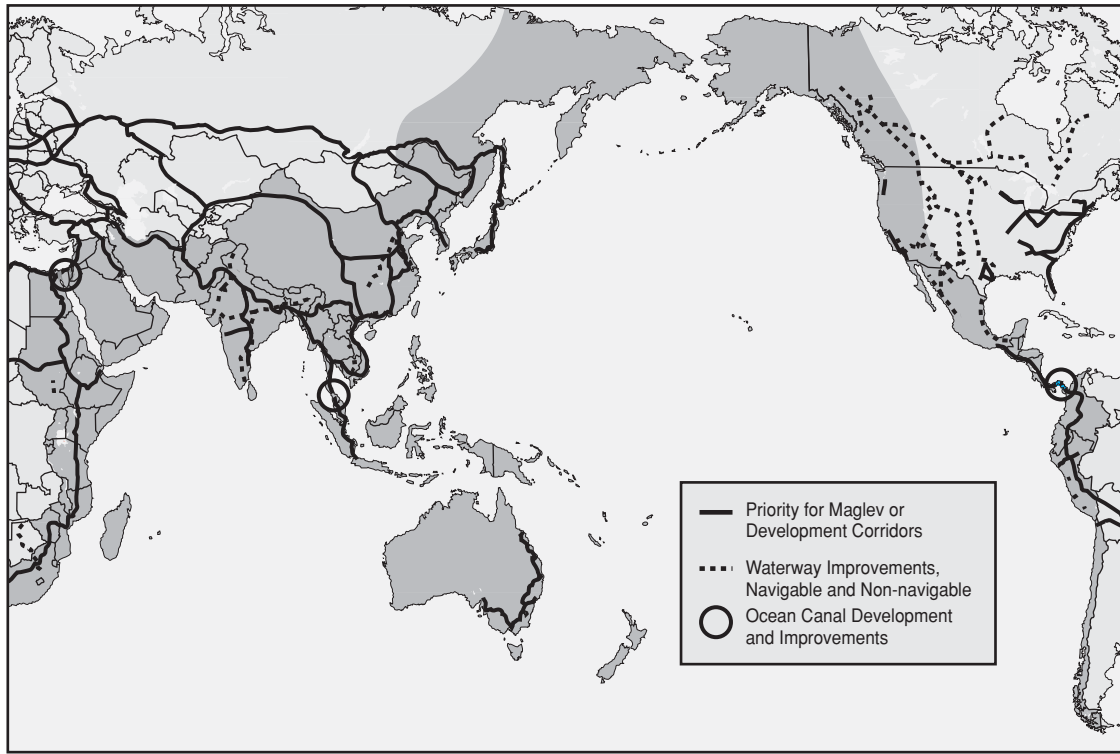 Priority for Maglev or
Development Corridors
Waterway Improvements,
Navigable and Non-navigable
Ocean Canal Development
and Improvements